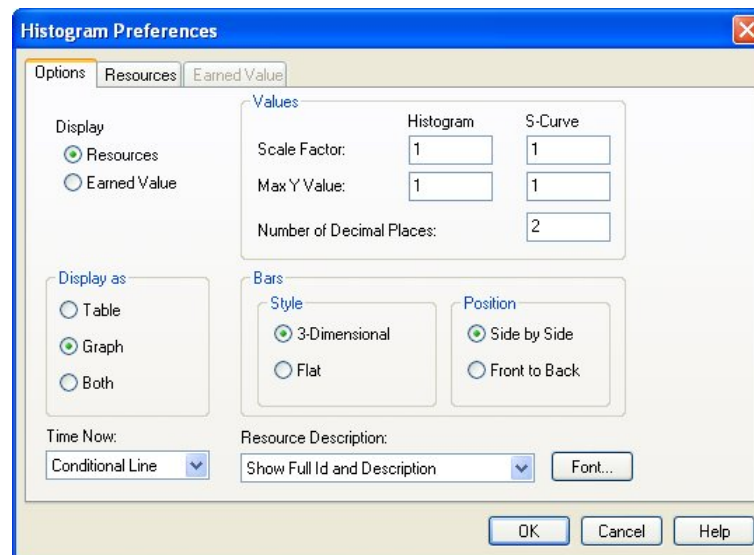 Histogram Preferences
Options Resources Earned Value
Display
Resources
Earned Value
Values
Histogram S-Curve
Scale Factor: 1 1
Max Y Value: 1 1
Number of Decimal Places: 2
Display as
Table
Graph
Both
Bars
Style
3-Dimensional
Flat
Position
Side by Side
Front to Back
Time Now:
Conditional Line
Resource Description:
Show Full Id and Description
Font...
OK Cancel Help